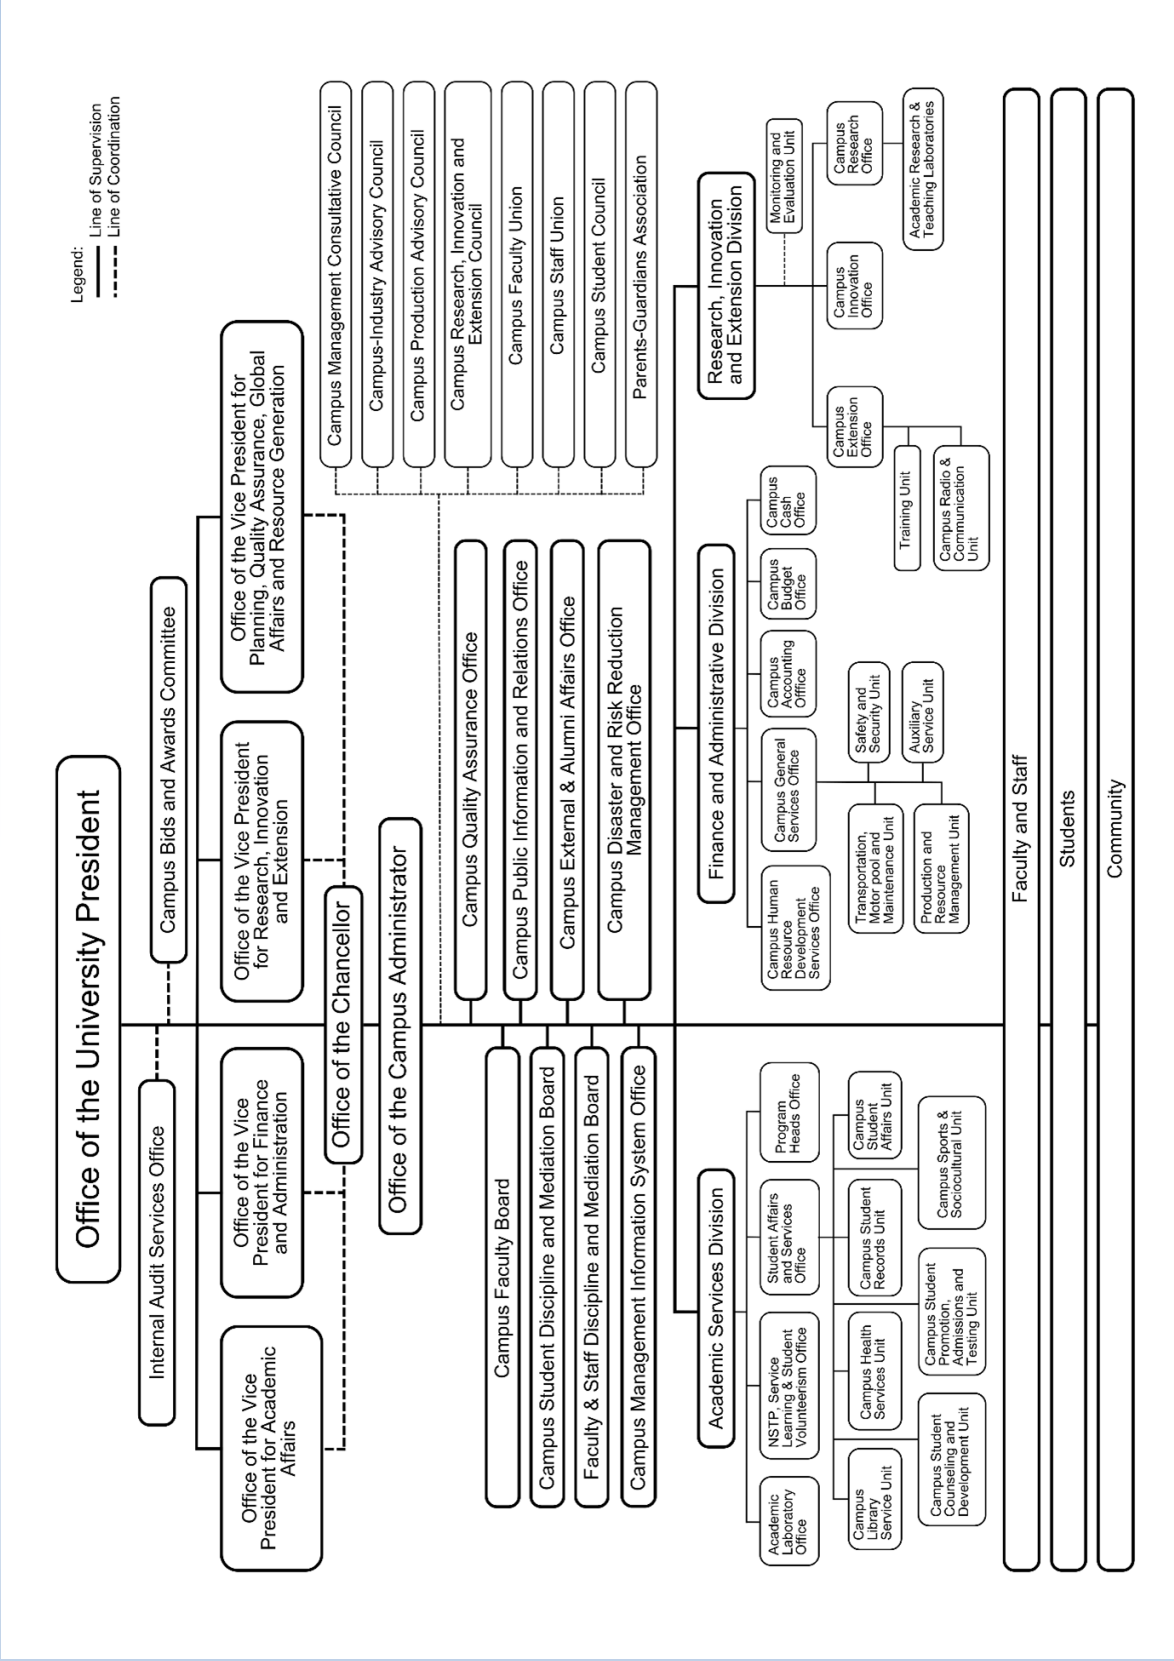 Legend:
Line of Supervision
Line of Coordination
Office of the University President
Internal Audit Services Office
Campus Bids and Awards Committee
Office of the Vice
President for Academic
Affairs
Office of the Vice
President for Finance
and Administration
Office of the Vice President
for Research, Innovation
and Extension
Office of the Vice President for
Planning, Quality Assurance, Global
Affairs and Resource Generation
Office of the Chancellor
Office of the Campus Administrator
Campus Management Consultative Council
Campus-Industry Advisory Council
Campus Production Advisory Council
Campus Research, Innovation and
Extension Council
Campus Faculty Union
Campus Staff Union
Campus Student Council
Parents-Guardians Association
Campus Faculty Board
Campus Student Discipline and Mediation Board
Faculty & Staff Discipline and Mediation Board
Campus Management Information System Office
Campus Quality Assurance Office
Campus Public Information and Relations Office
Campus External & Alumni Affairs Office
Campus Disaster and Risk Reduction
Management Office
Academic Services Division
Academic
Laboratory
Office
NSTP, Service
Learning & Student
Volunteerism Office
Student Affairs
and Services
Office
Program
Heads Office
Campus
Library
Service Unit
Campus Health
Services Unit
Campus Student
Records Unit
Campus
Student
Affairs Unit
Campus Student
Counseling and
Development Unit
Campus Student
Promotion,
Admissions and
Testing Unit
Campus Sports &
Sociocultural Unit
Finance and Administrative Division
Campus Human
Resource
Development
Services Office
Campus General
Services Office
Campus
Accounting
Offfice
Campus
Budget
Office
Campus
Cash
Office
Transportation,
Motor pool and
Maintenance Unit
Safety and
Security Unit
Production and
Resource
Management Unit
Auxiliary
Service Unit
Research, Innovation
and Extension Division
Monitoring and
Evaluation Unit
Campus
Extension
Office
Campus
Innovation
Office
Campus
Research
Office
Training Unit
Campus Radio &
Communication
Unit
Academic Research &
Teaching Laboratories
Faculty and Staff
Students
Community